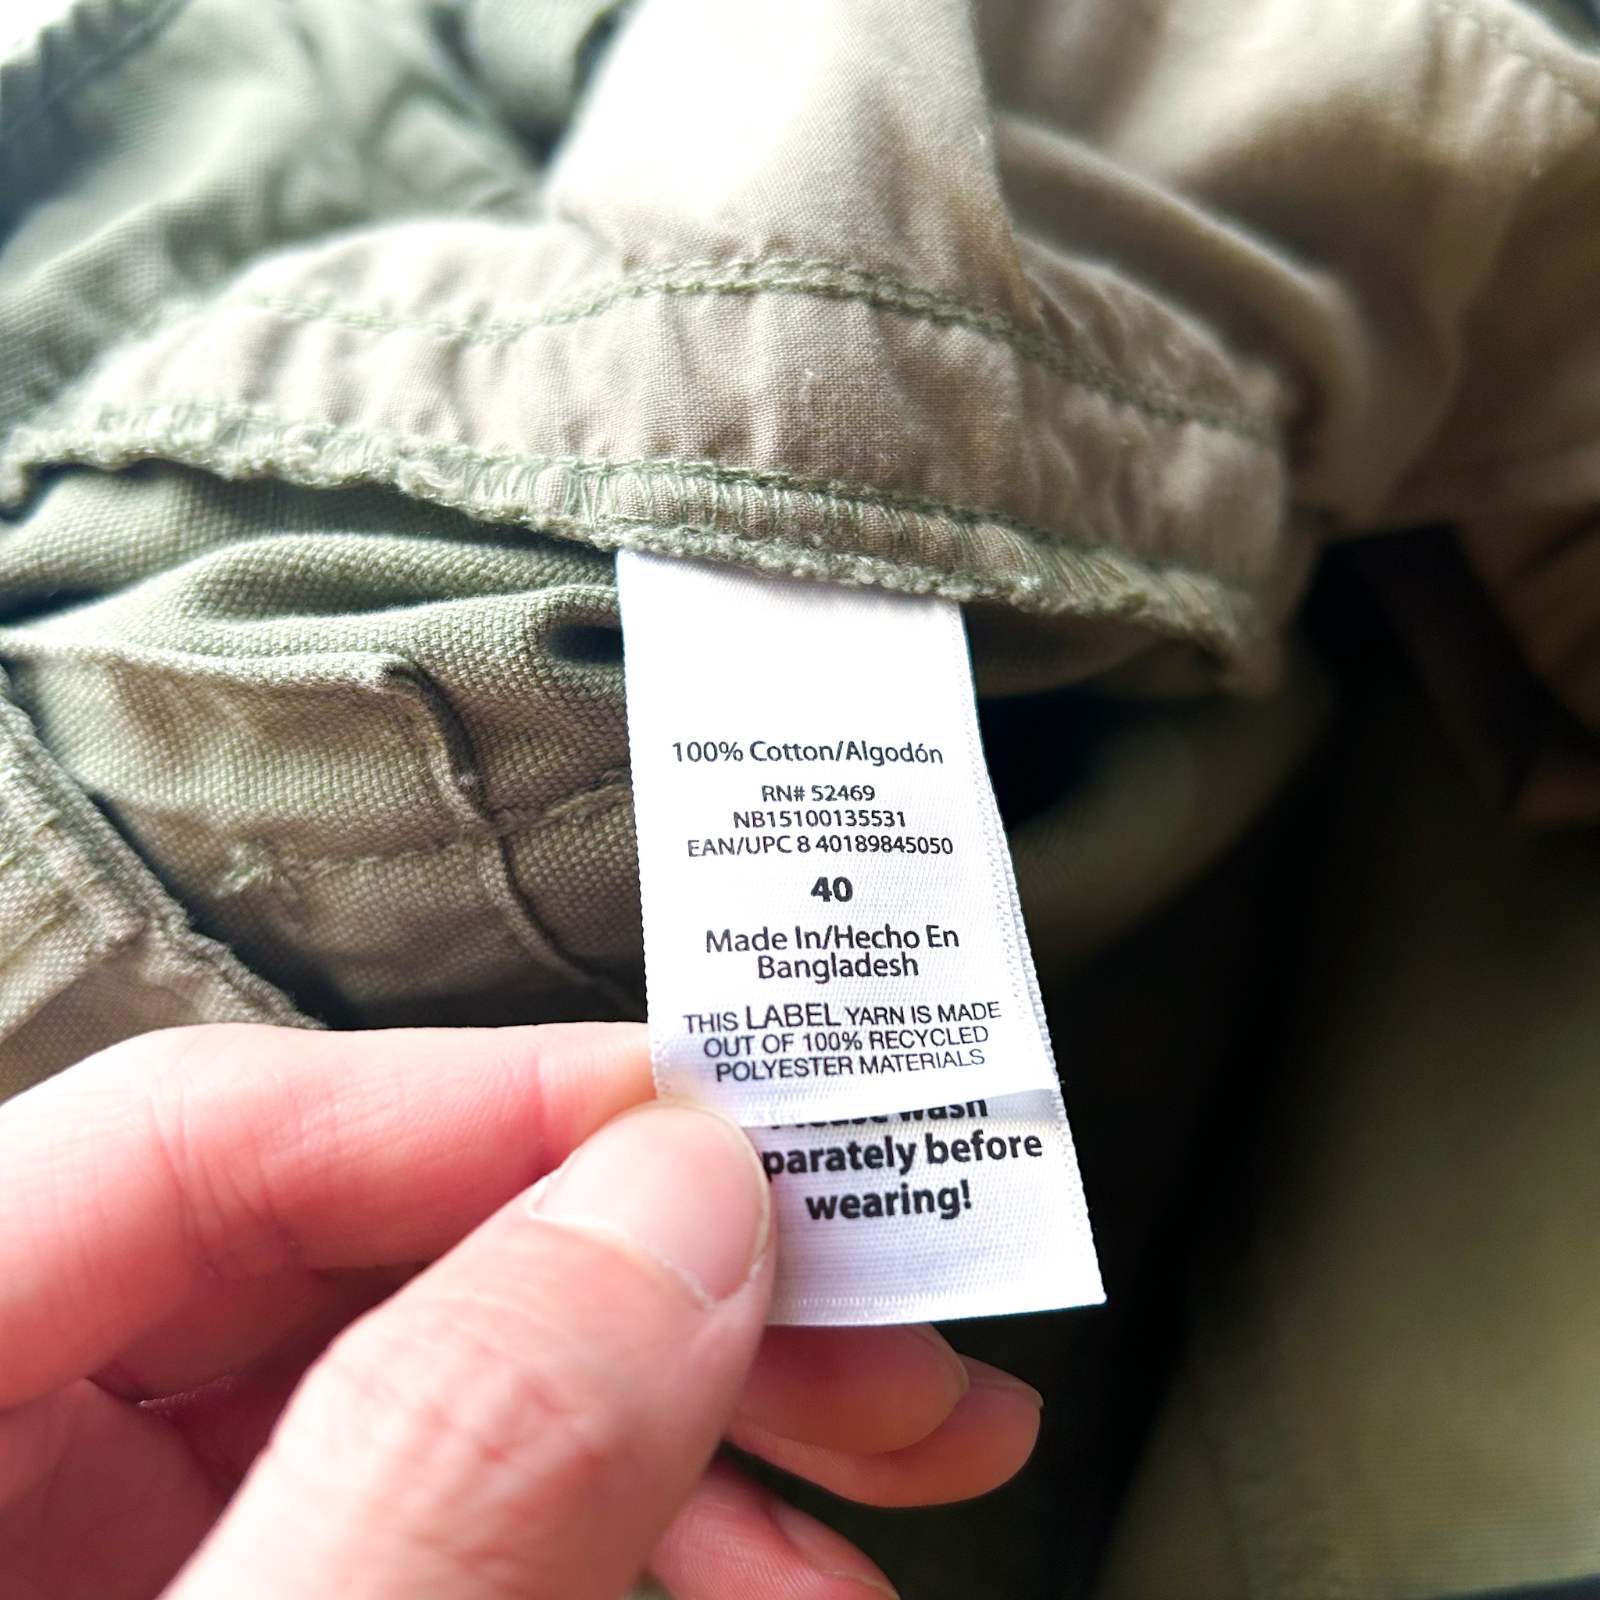 100% Cotton/Algodón
RN# 52469
NB15100135531
EAN/UPC 8 40189845050
40
Made In/Hecho En
Bangladesh
THIS LABEL YARN IS MADE
OUT OF 100% RECYCLED
POLYESTER MATERIALS
wash
parately before
wearing!